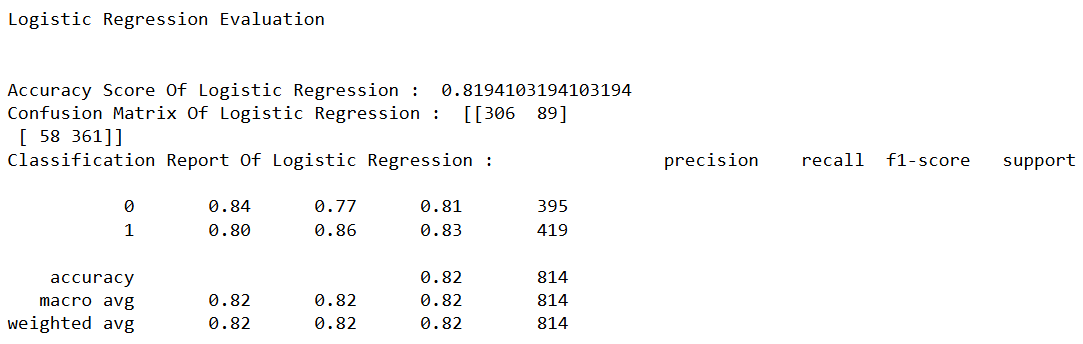 Logistic Regression Evaluation
Accuracy Score Of Logistic Regression :  0.8194103194103194
Confusion Matrix Of Logistic Regression :  [[306  89]
 [ 58 361]]
Classification Report Of Logistic Regression :                precision    recall  f1-score   support
           0       0.84      0.77      0.81       395
           1       0.80      0.86      0.83       419
    accuracy                           0.82       814
   macro avg       0.82      0.82      0.82       814
weighted avg       0.82      0.82      0.82       814